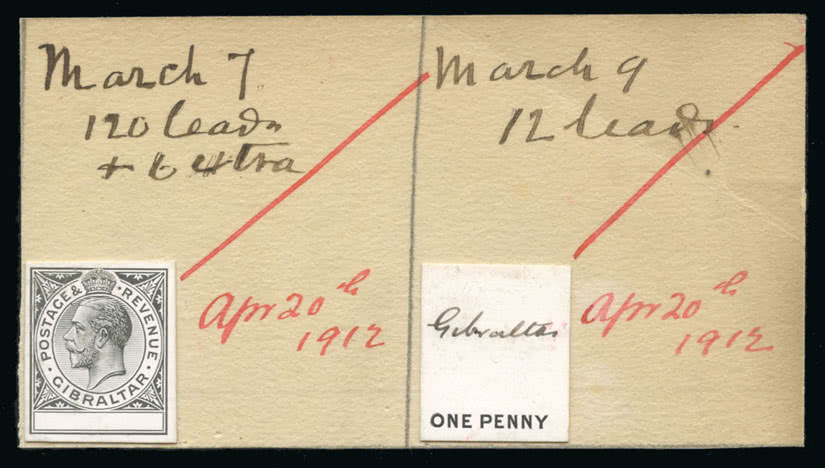 March 7
120 leads
+ 6 extra
POSTAGE & REVENUE
GIBRALTAR
Apr 20th
1912
March 9
12 leads.
Gibraltar
ONE PENNY
Apr 20th
1912